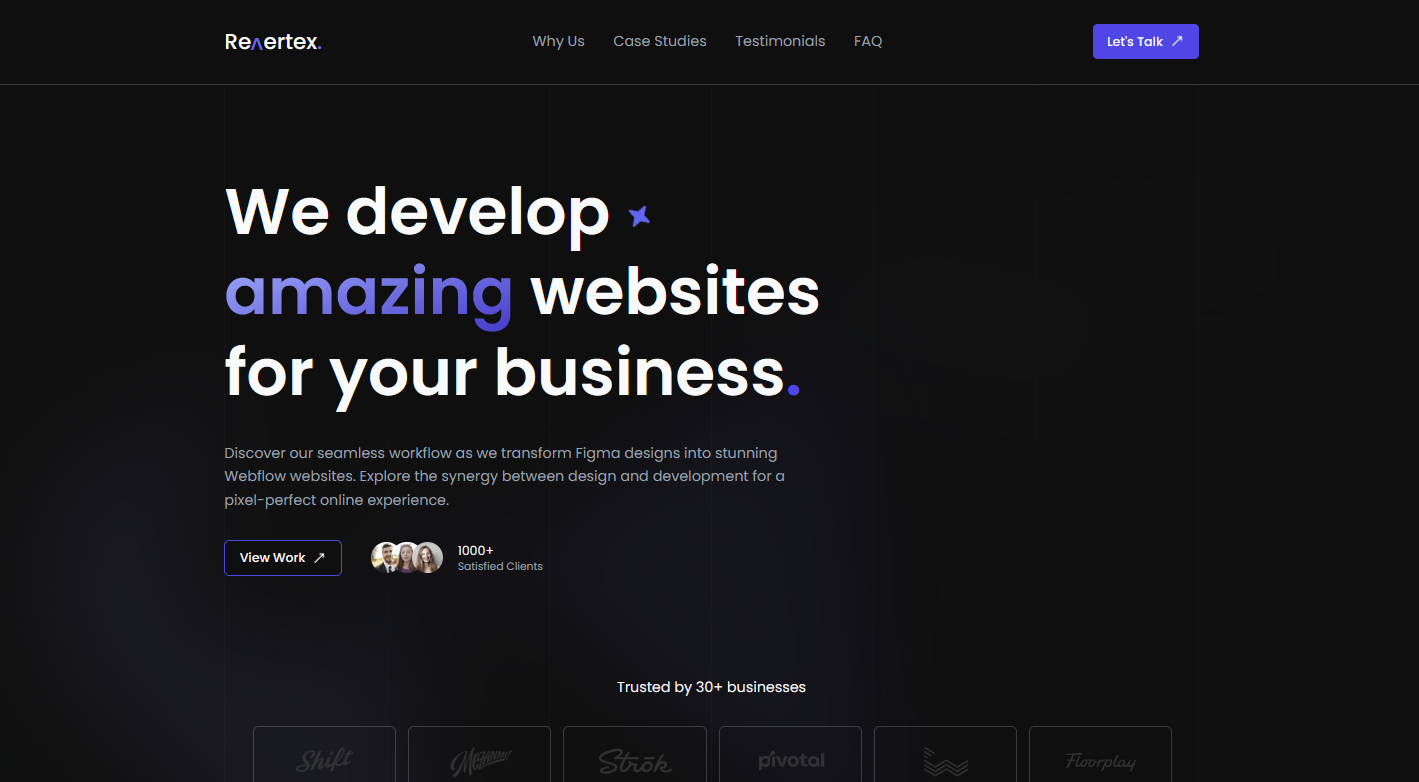 Reʌertex.
Why Us
Case Studies
Testimonials
FAQ
Let's Talk
We develop
amazing websites
for your business.
Discover our seamless workflow as we transform Figma designs into stunning
Webflow websites. Explore the synergy between design and development for a
pixel-perfect online experience.
View Work
1000+
Satisfied Clients
Trusted by 30+ businesses
Shift
Strōk
pivotal
Floorplay